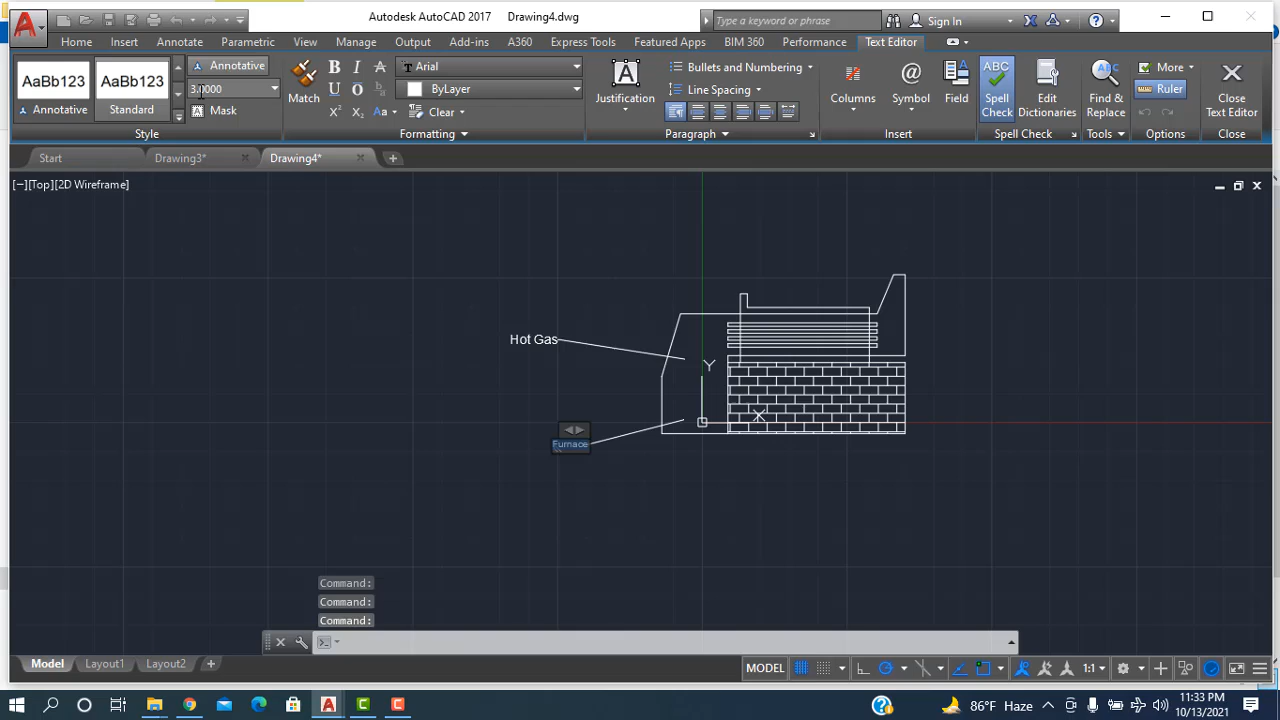 Autodesk AutoCAD 2017 Drawing4.dwg
Type a keyword or phrase
Sign In
Home Insert Annotate Parametric View Manage Output Add-ins A360 Express Tools Featured Apps BIM 360 Performance Text Editor
AaBb123 AaBb123
Annotative
3.0000
Annotative Standard
Mask
Style
Match
Arial
ByLayer
Clear
Formatting
Justification
Bullets and Numbering
Line Spacing
Paragraph
Columns Symbol Field
Insert
ABC
Spell Check
Edit Dictionaries
Spell Check
Find & Replace
Tools
More
Ruler
Options
Close Text Editor
Close
Start Drawing3* Drawing4*
[−][Top][2D Wireframe]
Hot Gas
Y
X
Furnace
Command:
Command:
Command:
Model Layout1 Layout2
MODEL
1:1
86°F Haze
11:33 PM
10/13/2021